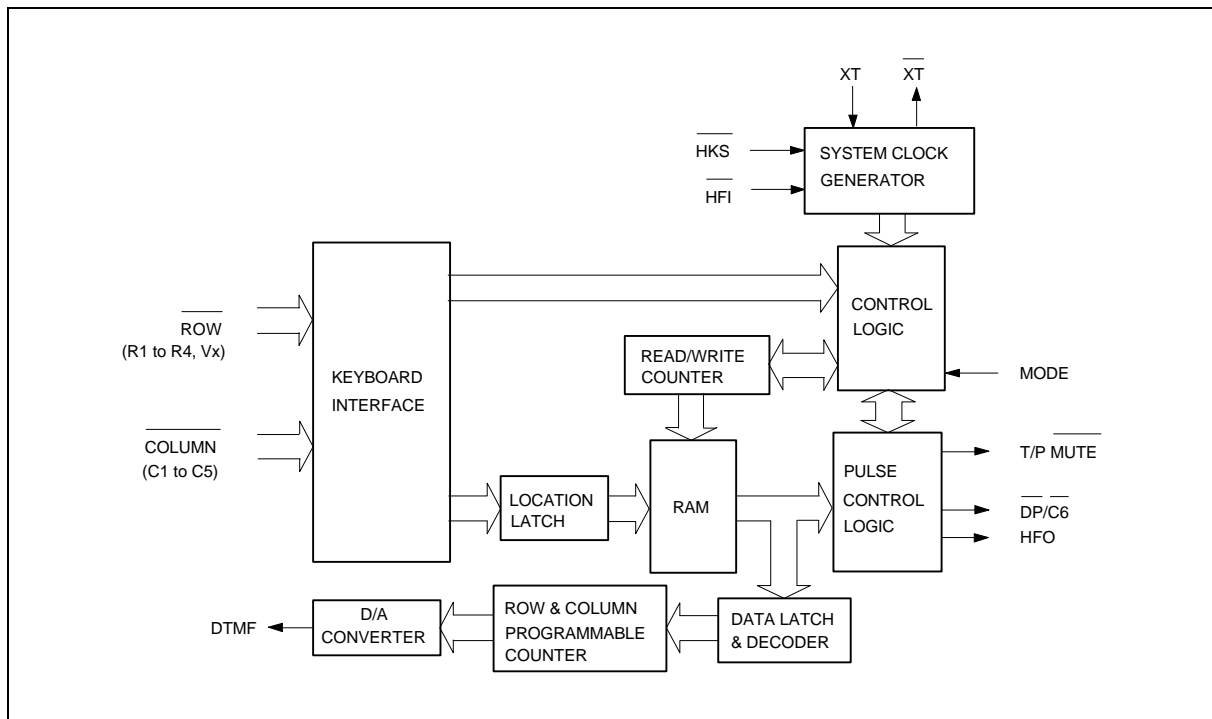 XT
XT
HKS
SYSTEM CLOCK
GENERATOR
HFI
ROW
(R1 to R4, Vx)
COLUMN
(C1 to C5)
KEYBOARD
INTERFACE
CONTROL
LOGIC
READ/WRITE
COUNTER
MODE
LOCATION
LATCH
RAM
PULSE
CONTROL
LOGIC
T/P MUTE
DP/C6
HFO
DTMF
D/A
CONVERTER
ROW & COLUMN
PROGRAMMABLE
COUNTER
DATA LATCH
& DECODER